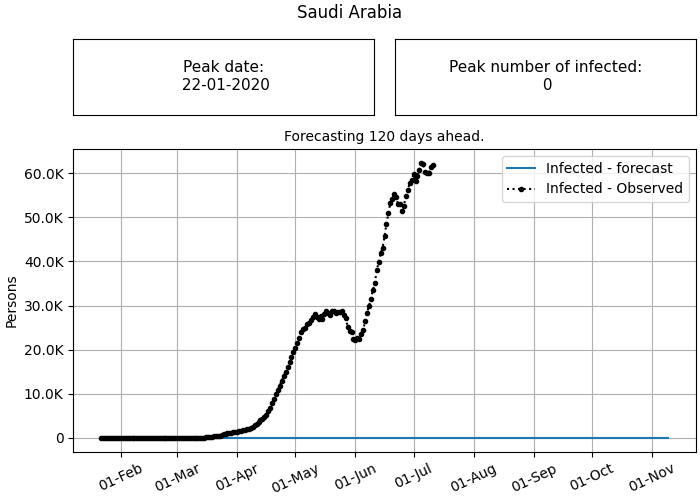 Saudi Arabia
Peak date:
22-01-2020
Peak number of infected:
0
Forecasting 120 days ahead.
Infected - forecast
Infected - Observed
60.0K
50.0K
40.0K
30.0K
20.0K
10.0K
0
Persons
01-Feb
01-Mar
01-Apr
01-May
01-Jun
01-Jul
01-Aug
01-Sep
01-Oct
01-Nov